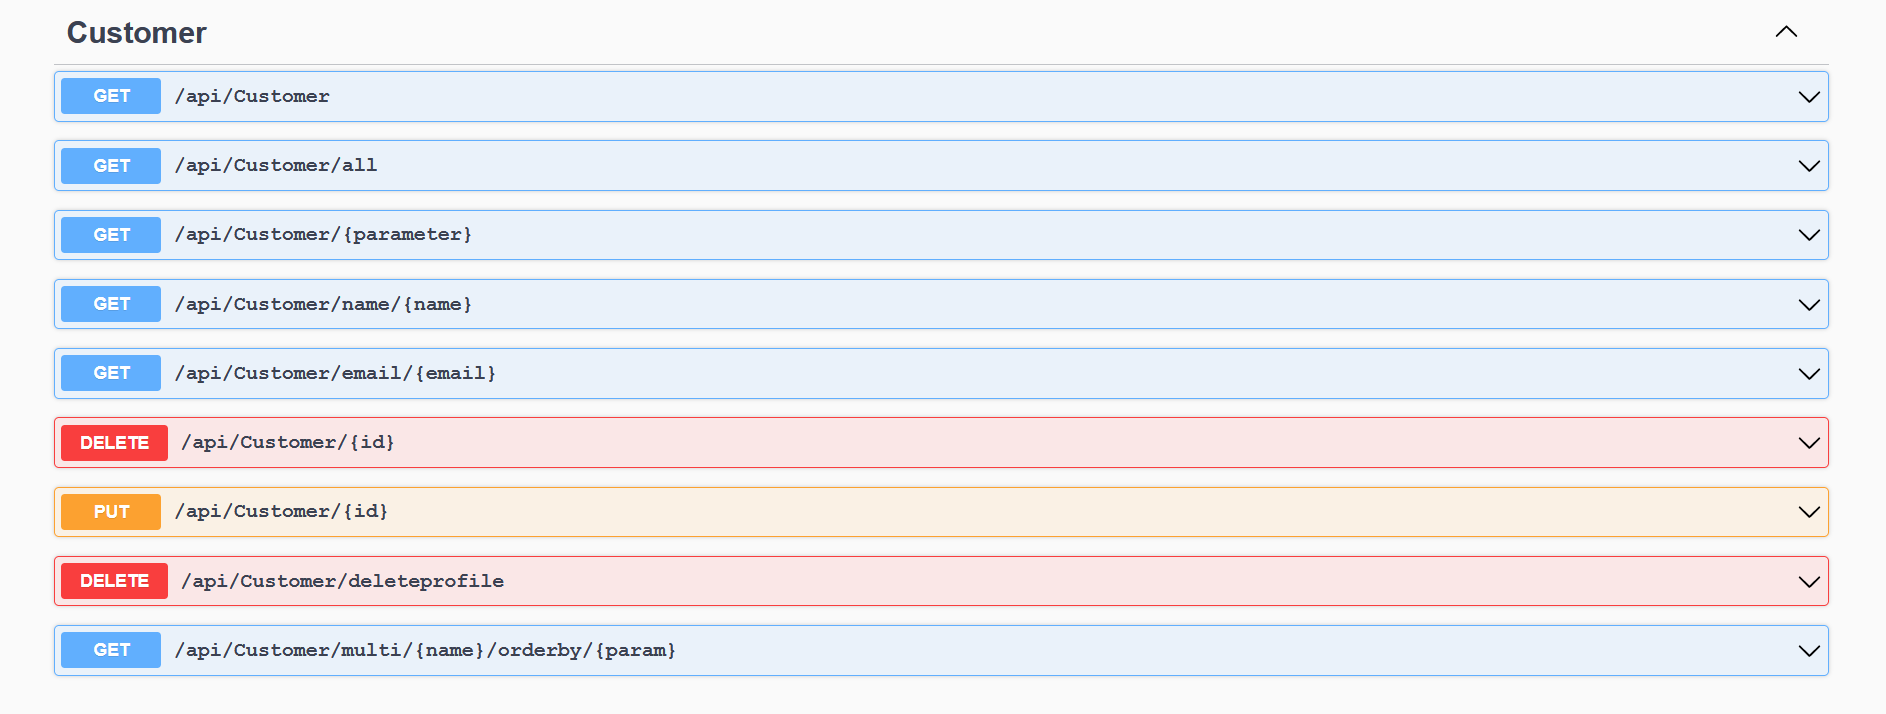 Customer
GET /api/Customer
GET /api/Customer/all
GET /api/Customer/{parameter}
GET /api/Customer/name/{name}
GET /api/Customer/email/{email}
DELETE /api/Customer/{id}
PUT /api/Customer/{id}
DELETE /api/Customer/deleteprofile
GET /api/Customer/multi/{name}/orderby/{param}